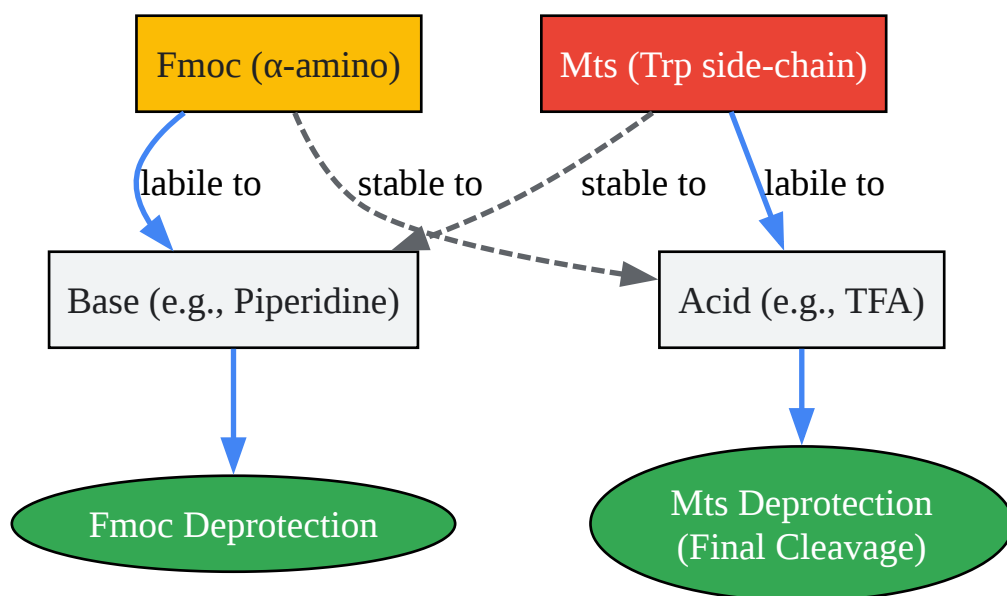 Fmoc (α-amino)
Mts (Trp side-chain)
labile to
stable to
stable to
labile to
Base (e.g., Piperidine)
Acid (e.g., TFA)
Fmoc Deprotection
Mts Deprotection
(Final Cleavage)